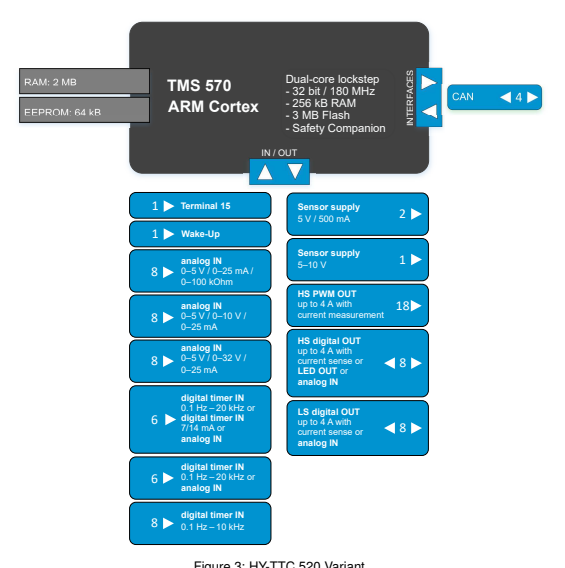 RAM: 2 MB
EEPROM: 64 kB
TMS 570
ARM Cortex
Dual-core lockstep
- 32 bit / 180 MHz
- 256 kB RAM
- 3 MB Flash
- Safety Companion
INTERFACES
CAN
4
IN / OUT
1 Terminal 15
1 Wake-Up
8
analog IN
0–5 V / 0–25 mA /
0–100 kOhm
8
analog IN
0–5 V / 0–10 V /
0–25 mA
8
analog IN
0–5 V / 0–32 V /
0–25 mA
6
digital timer IN
0.1 Hz – 20 kHz or
digital timer IN
7/14 mA or
analog IN
6
digital timer IN
0.1 Hz – 20 kHz or
analog IN
8
digital timer IN
0.1 Hz – 10 kHz
Sensor supply
5 V / 500 mA
2
Sensor supply
5–10 V
1
HS PWM OUT
up to 4 A with
current measurement
18
HS digital OUT
up to 4 A with
current sense or
LED OUT or
analog IN
8
LS digital OUT
up to 4 A with
current sense or
analog IN
8
Figure 3: HY-TTC 520 Variant